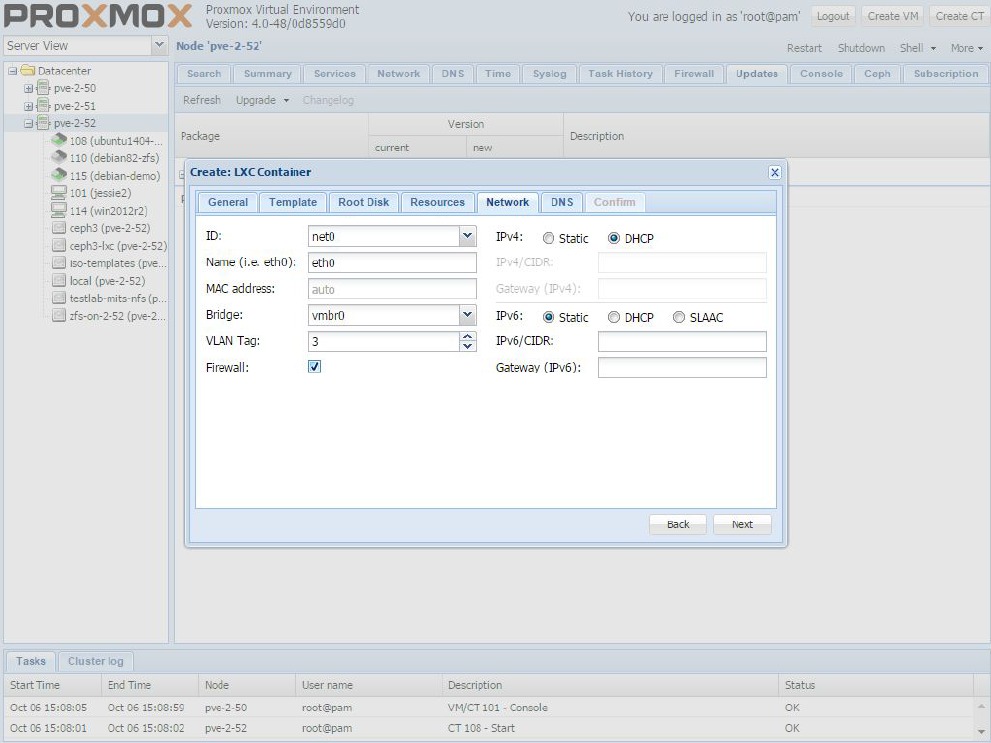 PROXMOX Proxmox Virtual Environment
Version: 4.0-48/0d8559d0
You are logged in as 'root@pam' Logout Create VM Create CT
Server View
Node 'pve-2-52' Restart Shutdown Shell More
Search Summary Services Network DNS Time Syslog Task History Firewall Updates Console Ceph Subscription
Refresh Upgrade Changelog
Package Version Description
current new
Datacenter
pve-2-50
pve-2-51
pve-2-52
108 (ubuntu1404-...
110 (debian82-zfs)
115 (debian-demo)
101 (jessie2)
114 (win2012r2)
ceph3 (pve-2-52)
ceph3-lxc (pve-2-52)
iso-templates (pve...
local (pve-2-52)
testlab-mits-nfs (p...
zfs-on-2-52 (pve-2...
Create: LXC Container
General Template Root Disk Resources Network DNS Confirm
ID: net0
Name (i.e. eth0): eth0
MAC address: auto
Bridge: vmbr0
VLAN Tag: 3
Firewall:
IPv4: Static DHCP
IPv4/CIDR:
Gateway (IPv4):
IPv6: Static DHCP SLAAC
IPv6/CIDR:
Gateway (IPv6):
Back Next
Tasks Cluster log
Start Time End Time Node User name Description Status
Oct 06 15:08:05 Oct 06 15:08:59 pve-2-50 root@pam VM/CT 101 - Console OK
Oct 06 15:08:01 Oct 06 15:08:02 pve-2-52 root@pam CT 108 - Start OK